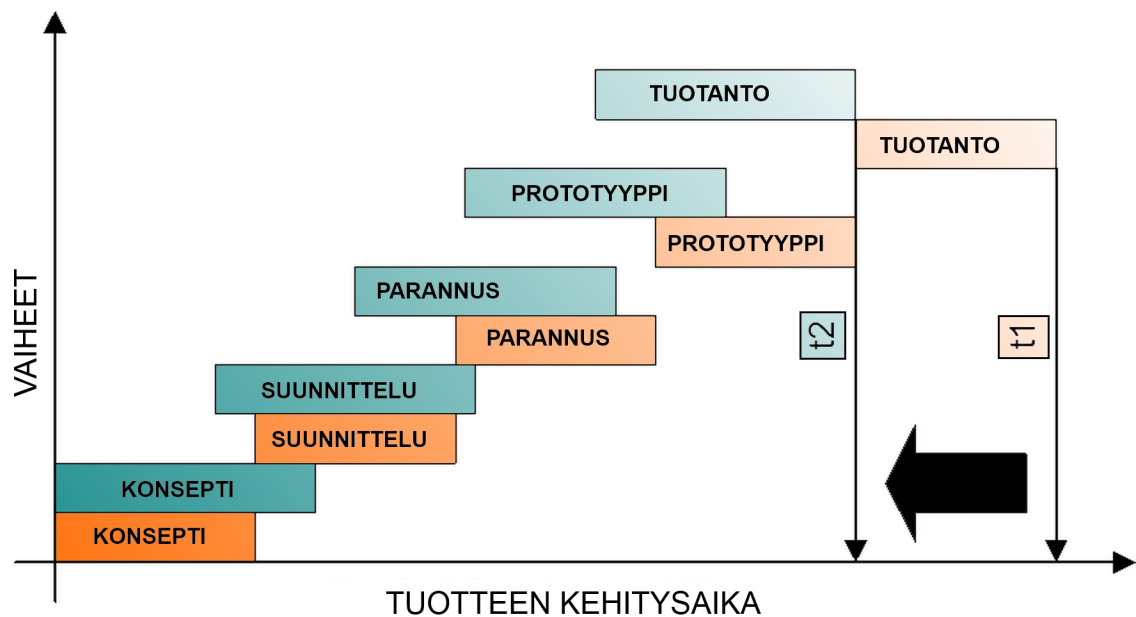 TUOTANTO
TUOTANTO
PROTOTYYPPI
PROTOTYYPPI
PARANNUS
PARANNUS
SUUNNITTELU
SUUNNITTELU
KONSEPTI
KONSEPTI
t2
t1
VAIHEET
TUOTTEEN KEHITYSAIKA